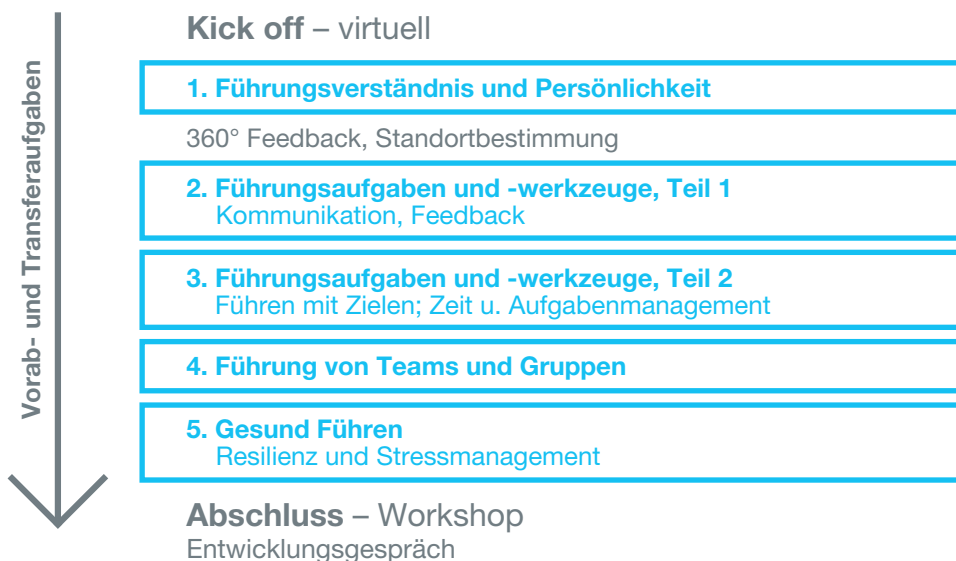 Kick off – virtuell
Vorab- und Transferaufgaben
1. Führungsverständnis und Persönlichkeit
360° Feedback, Standortbestimmung
2. Führungsaufgaben und -werkzeuge, Teil 1
Kommunikation, Feedback
3. Führungsaufgaben und -werkzeuge, Teil 2
Führen mit Zielen; Zeit u. Aufgabenmanagement
4. Führung von Teams und Gruppen
5. Gesund Führen
Resilienz und Stressmanagement
Abschluss – Workshop
Entwicklungsgespräch